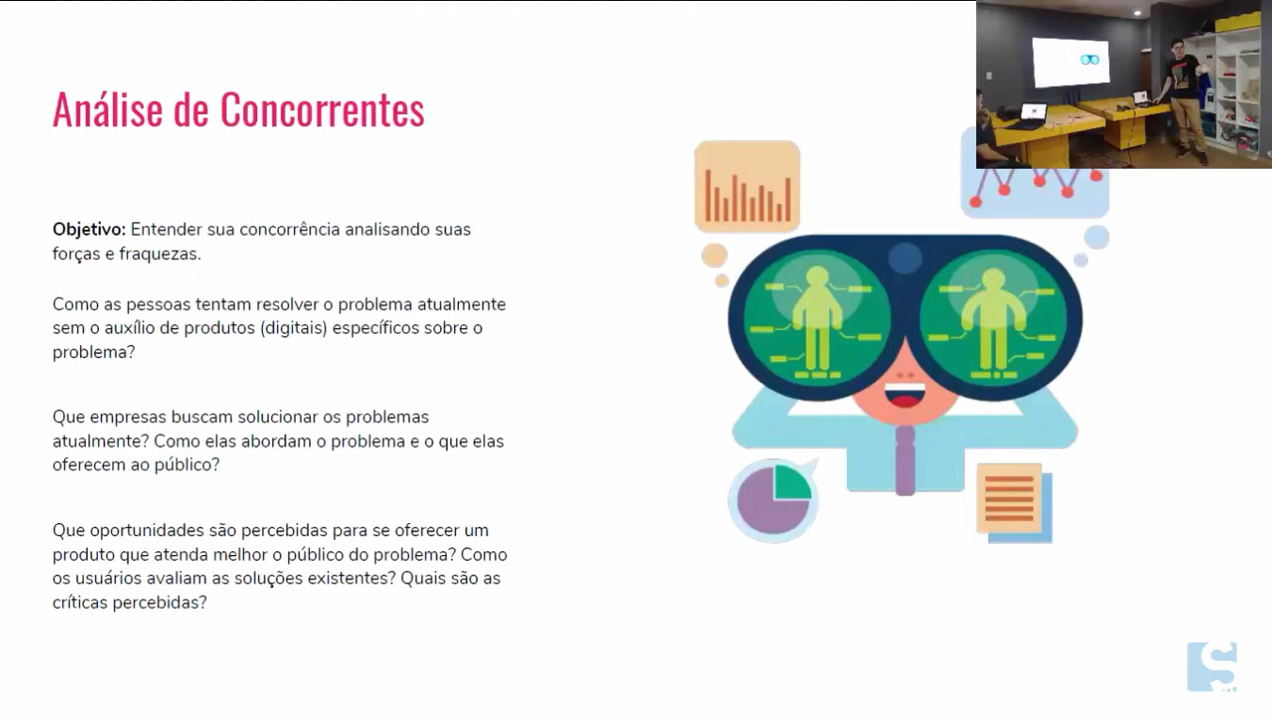 Análise de Concorrentes
Objetivo: Entender sua concorrência analisando suas
forças e fraquezas.
Como as pessoas tentam resolver o problema atualmente
sem o auxílio de produtos (digitais) específicos sobre o
problema?
Que empresas buscam solucionar os problemas
atualmente? Como elas abordam o problema e o que elas
oferecem ao público?
Que oportunidades são percebidas para se oferecer um
produto que atenda melhor o público do problema? Como
os usuários avaliam as soluções existentes? Quais são as
críticas percebidas?
S